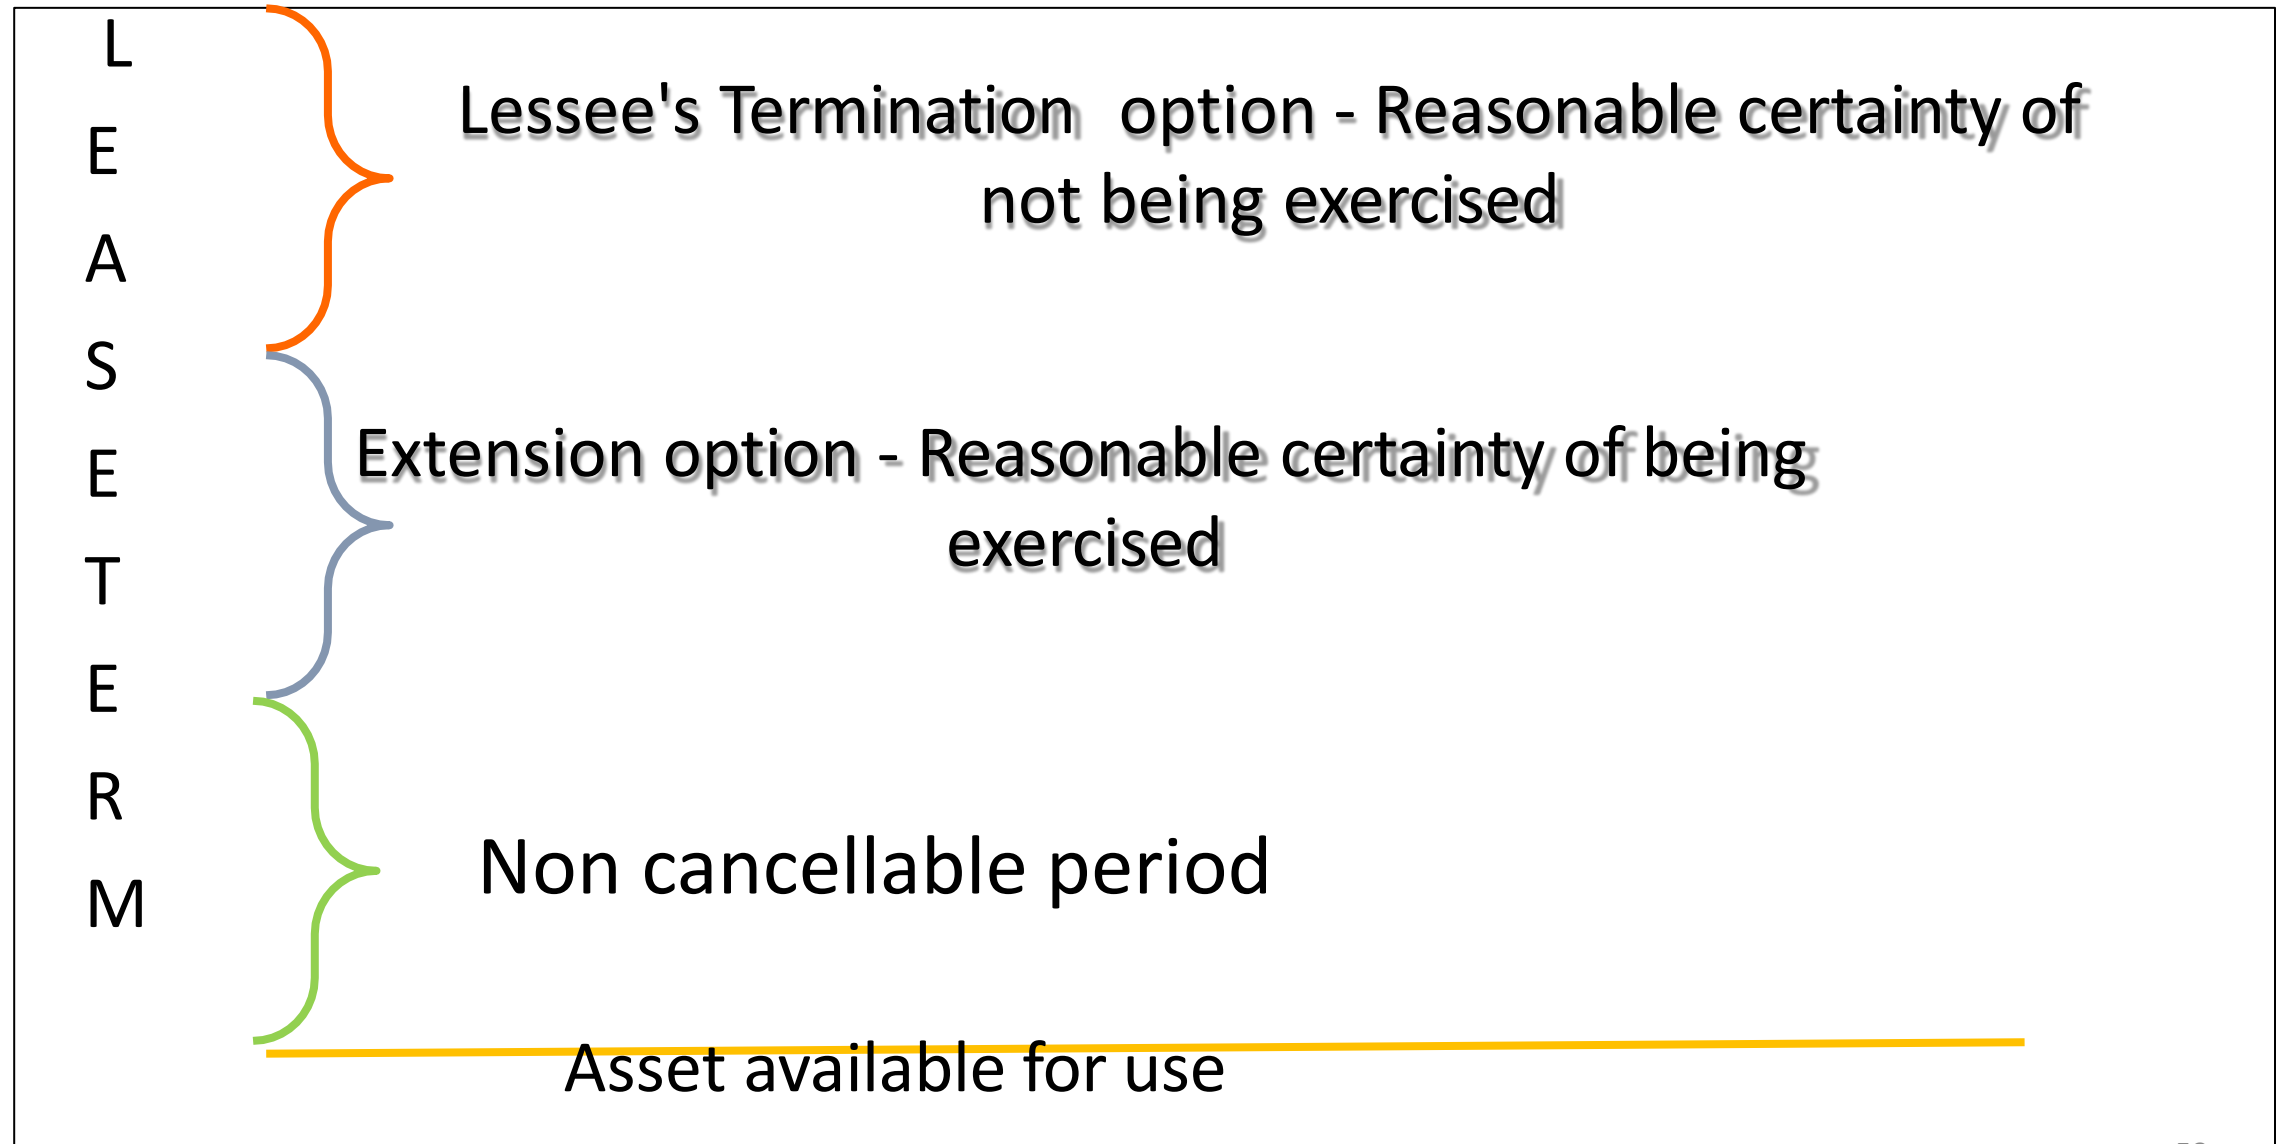 L
E
A
S
E
T
E
R
M
Lessee's Termination option - Reasonable certainty of
not being exercised
Extension option - Reasonable certainty of being
exercised
Non cancellable period
Asset available for use